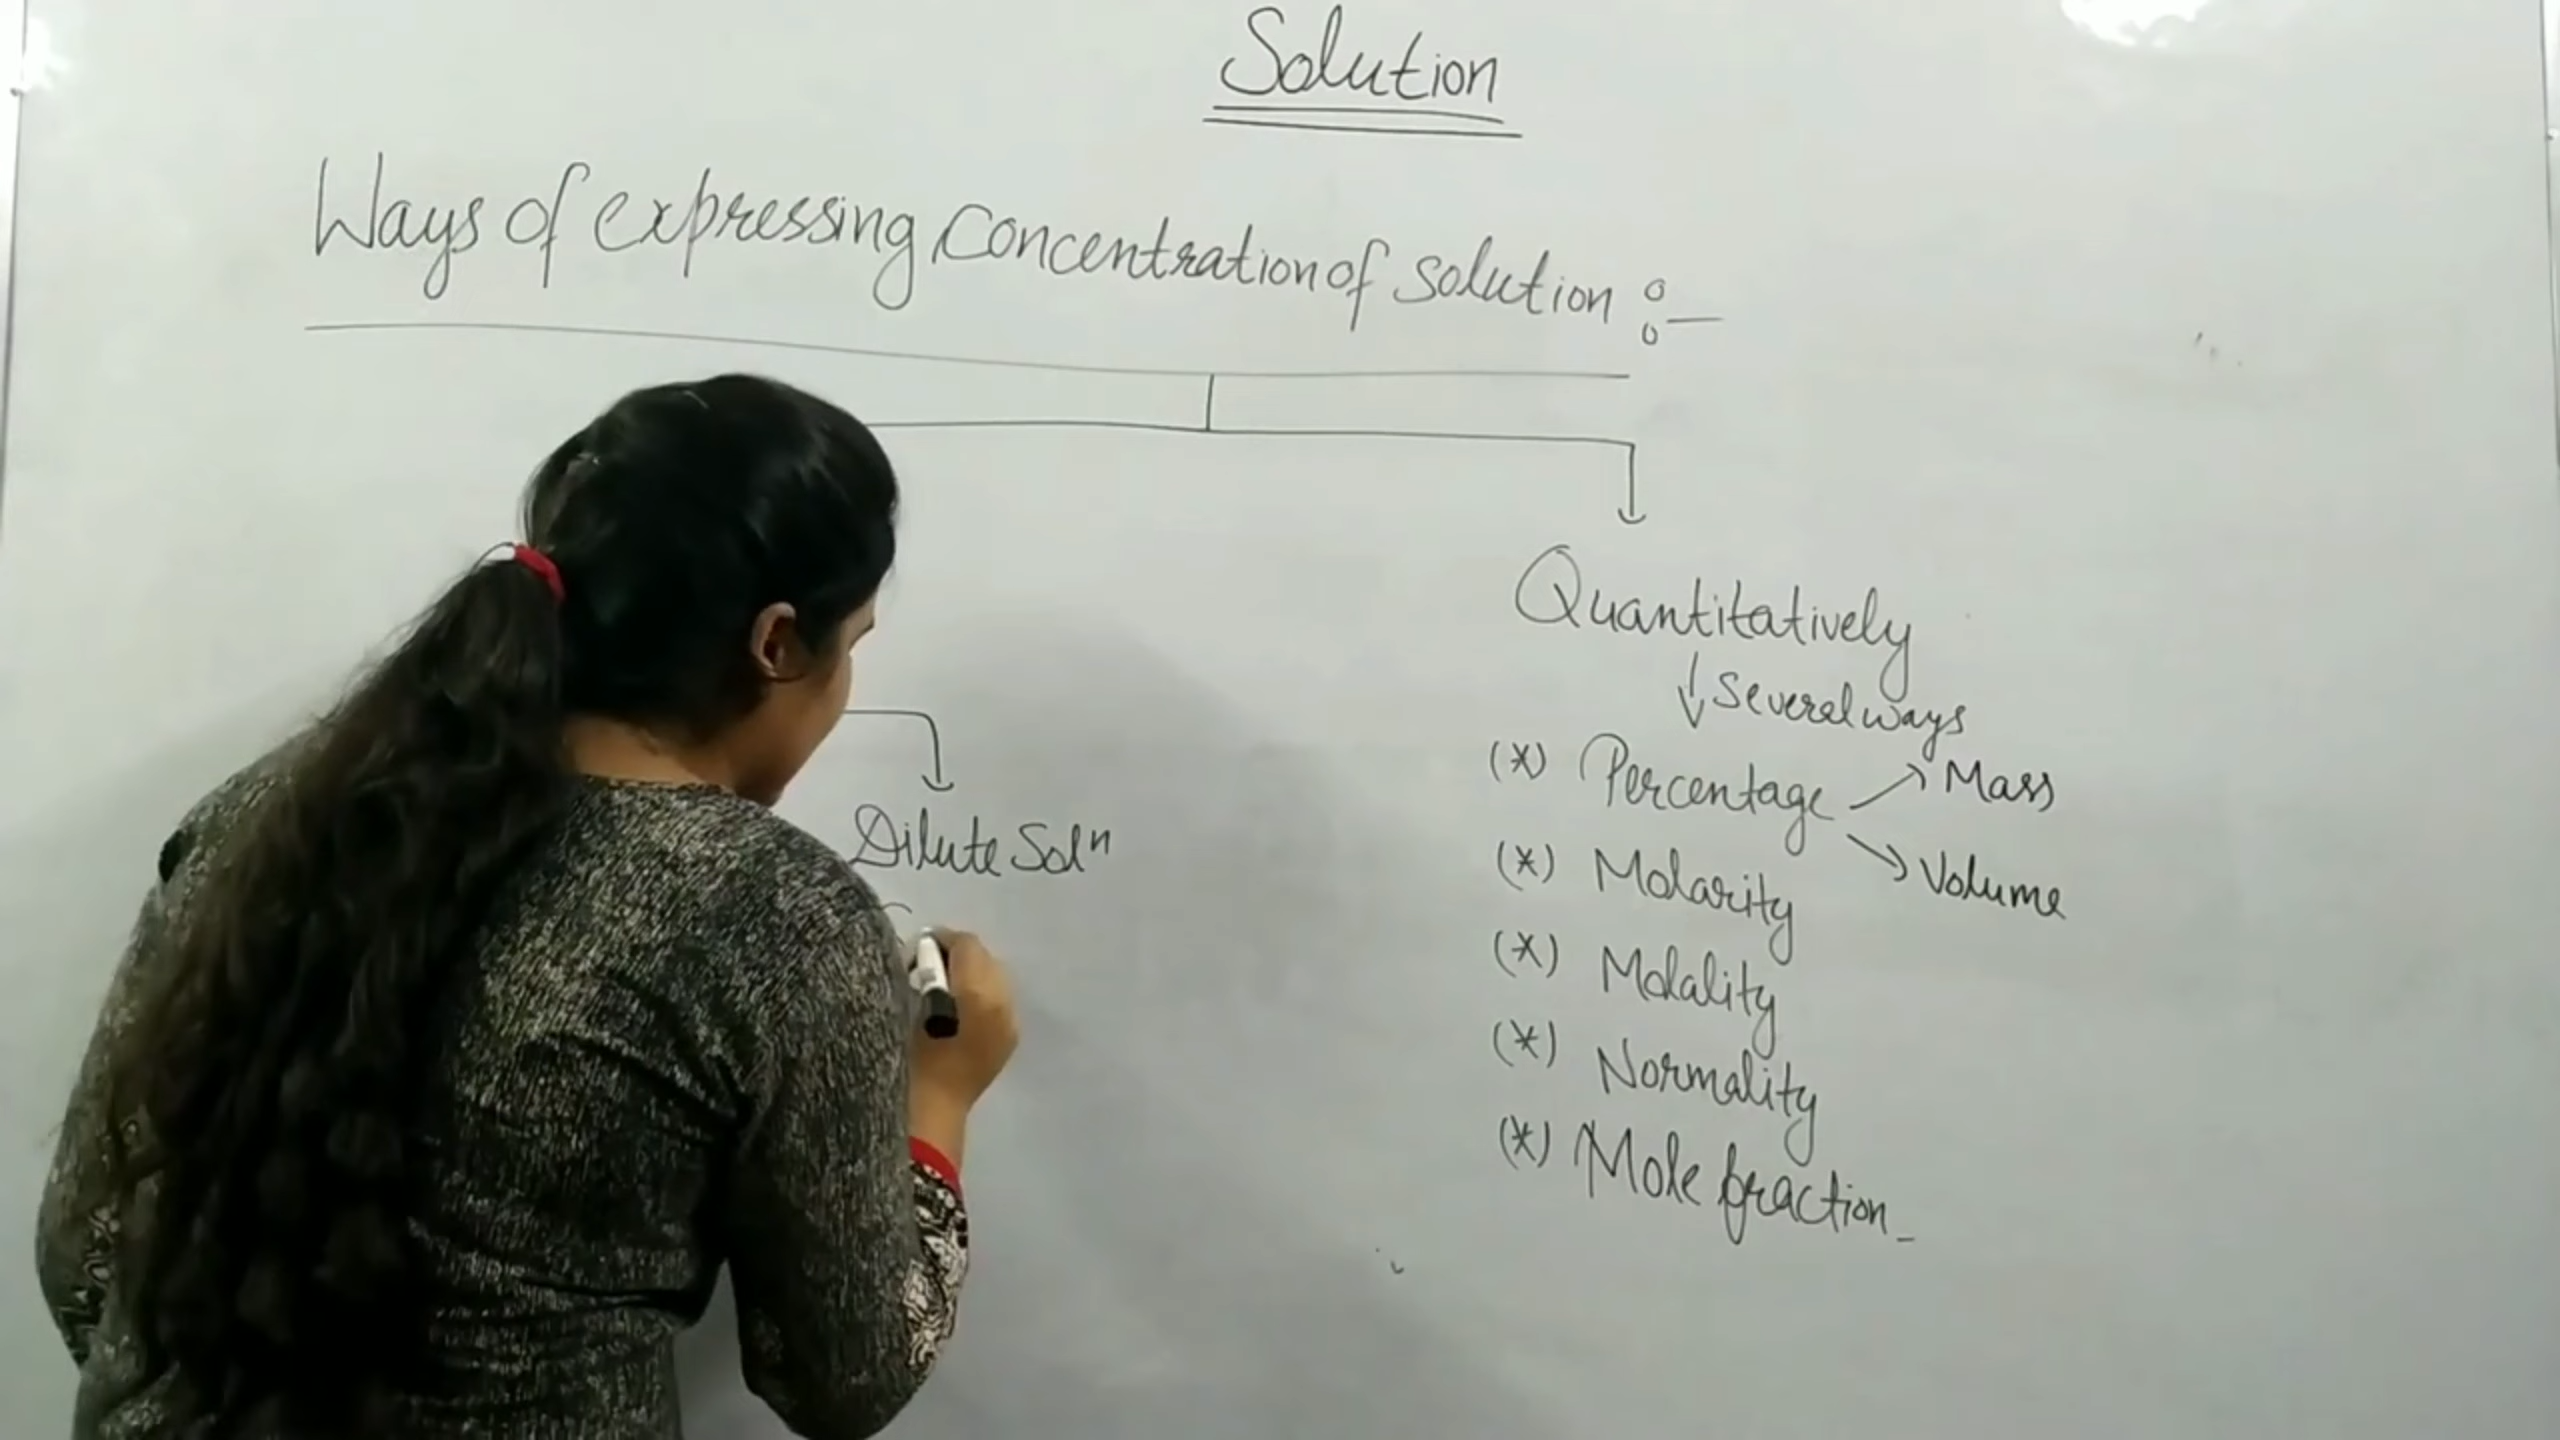 Solution
Ways of expressing Concentration of solution :-
Quantitatively
Several ways
(*) Percentage
Mass
Volume
(*) Molarity
(*) Molality
(*) Normality
(*) Mole fraction
Dilute Solⁿ